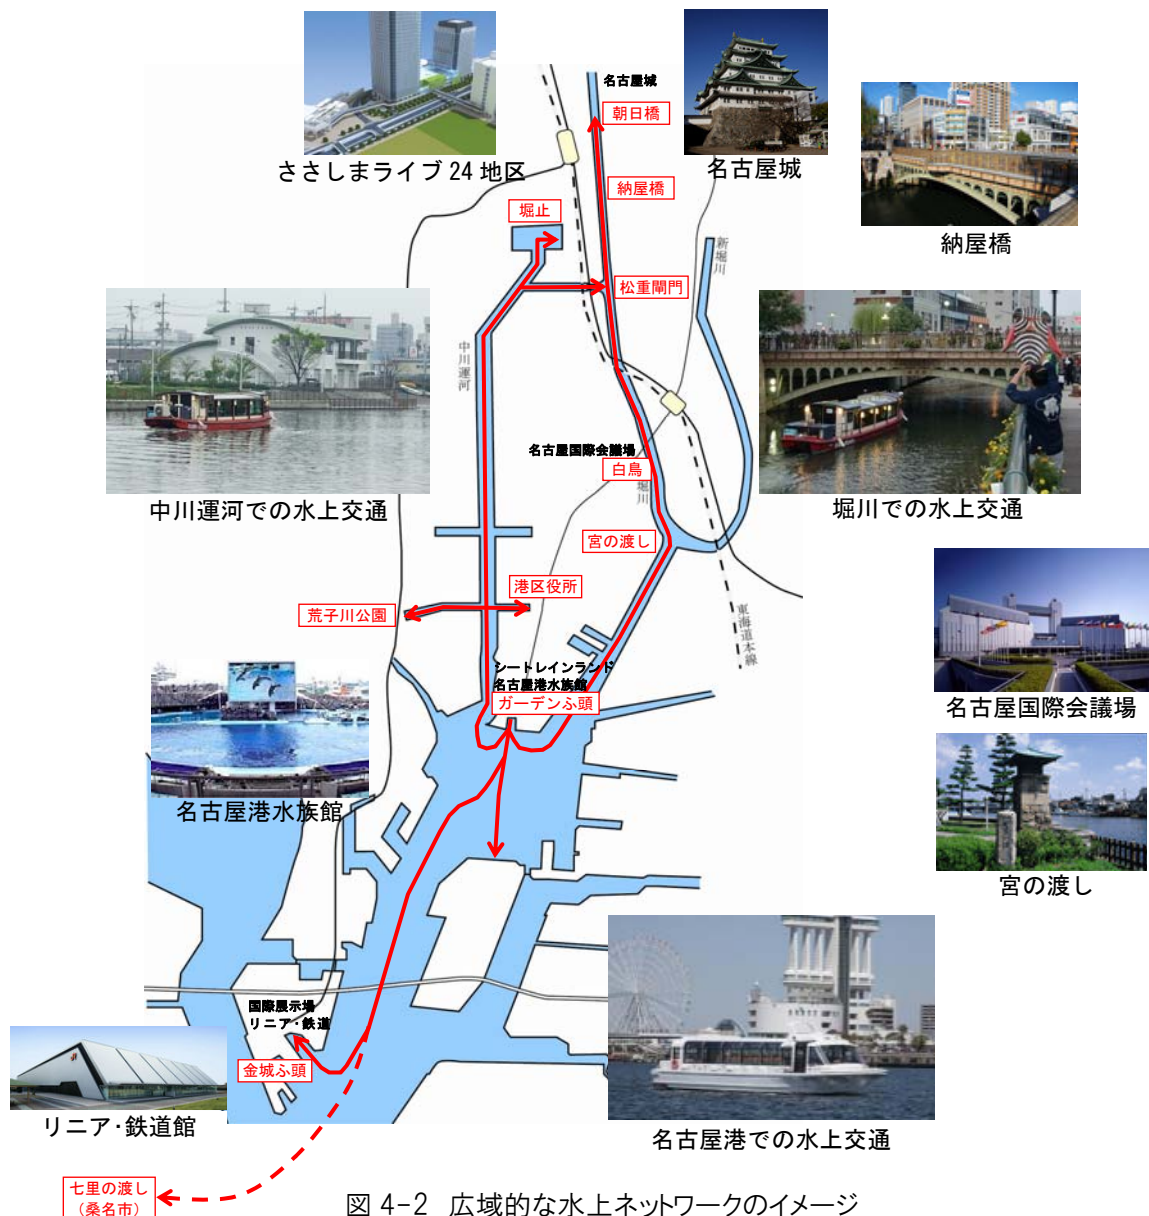 名古屋城
朝日橋
ささしまライブ 24 地区
名古屋城
納屋橋
納屋橋
堀止
新堀川
松重閘門
中川運河
中川運河での水上交通
名古屋国際会議場
白鳥
堀川
堀川での水上交通
宮の渡し
港区役所
荒子川公園
東海道本線
シートレインランド
名古屋港水族館
ガーデンふ頭
名古屋国際会議場
名古屋港水族館
宮の渡し
国際展示場
リニア・鉄道
金城ふ頭
リニア・鉄道館
名古屋港での水上交通
七里の渡し
（桑名市）
図 4-2 広域的な水上ネットワークのイメージ